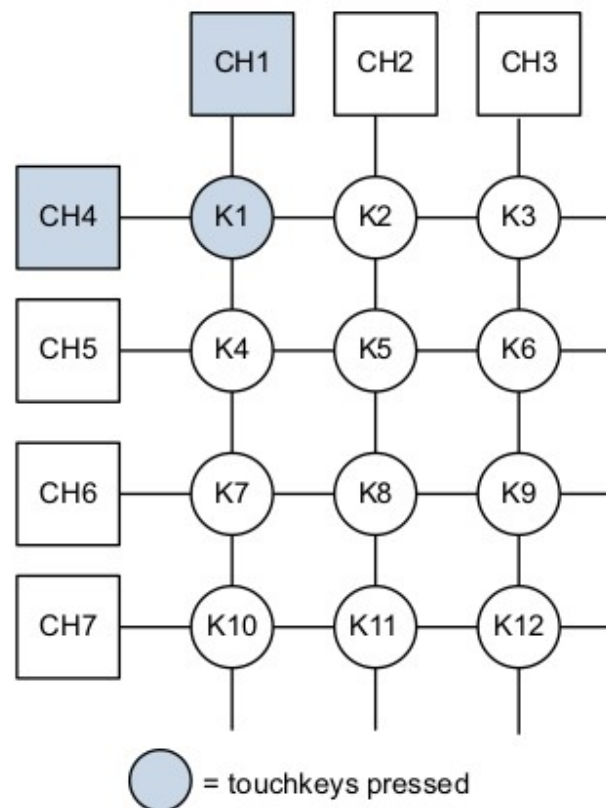 CH1 CH2 CH3
CH4 K1 K2 K3
CH5 K4 K5 K6
CH6 K7 K8 K9
CH7 K10 K11 K12
= touchkeys pressed